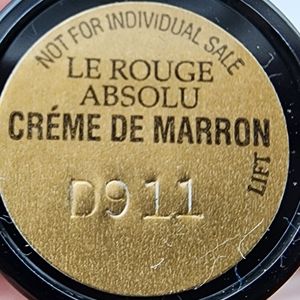 NOT FOR INDIVIDUAL SALE
LE ROUGE
ABSOLU
CRÉME DE MARRON
LIFT
D911